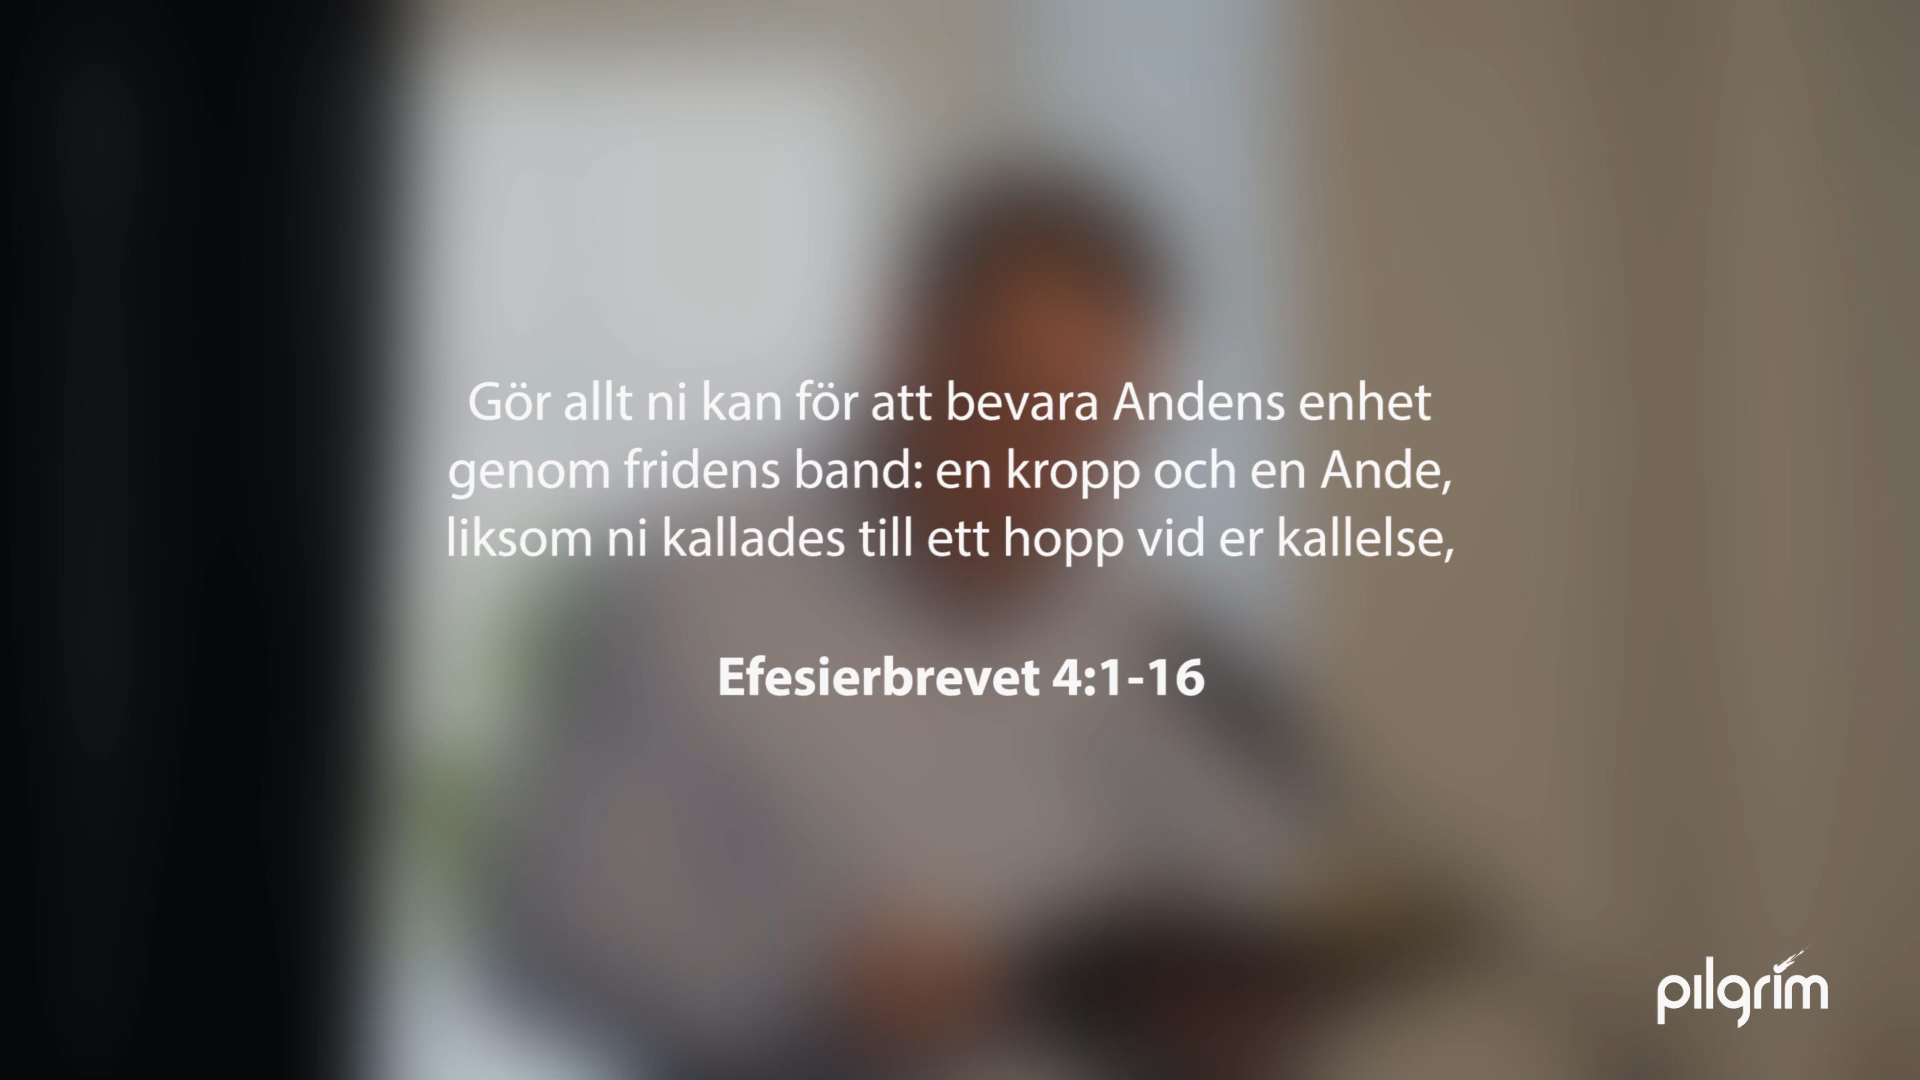 Gör allt ni kan för att bevara Andens enhet
genom fridens band: en kropp och en Ande,
liksom ni kallades till ett hopp vid er kallelse,
Efesierbrevet 4:1-16
pilgrim